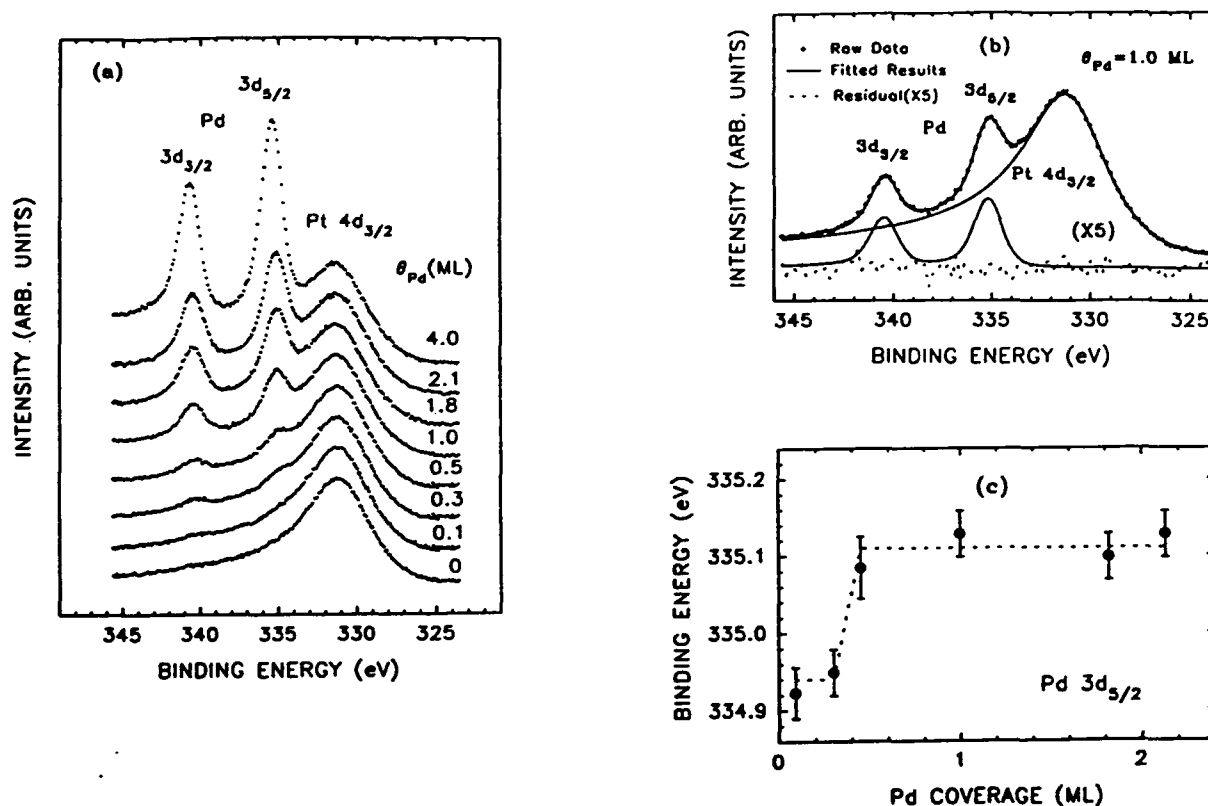 (a)
3d5/2
Pd
3d3/2
Pt 4d3/2
θPd(ML)
4.0
2.1
1.8
1.0
0.5
0.3
0.1
0
INTENSITY (ARB. UNITS)
345 340 335 330 325
BINDING ENERGY (eV)
(b)
Raw Data
Fitted Results
Residual(X5)
θPd=1.0 ML
3d5/2
Pd
3d3/2
Pt 4d3/2
(X5)
INTENSITY (ARB. UNITS)
345 340 335 330 325
BINDING ENERGY (eV)
(c)
335.2
335.1
335.0
334.9
BINDING ENERGY (eV)
Pd 3d5/2
0 1 2
Pd COVERAGE (ML)